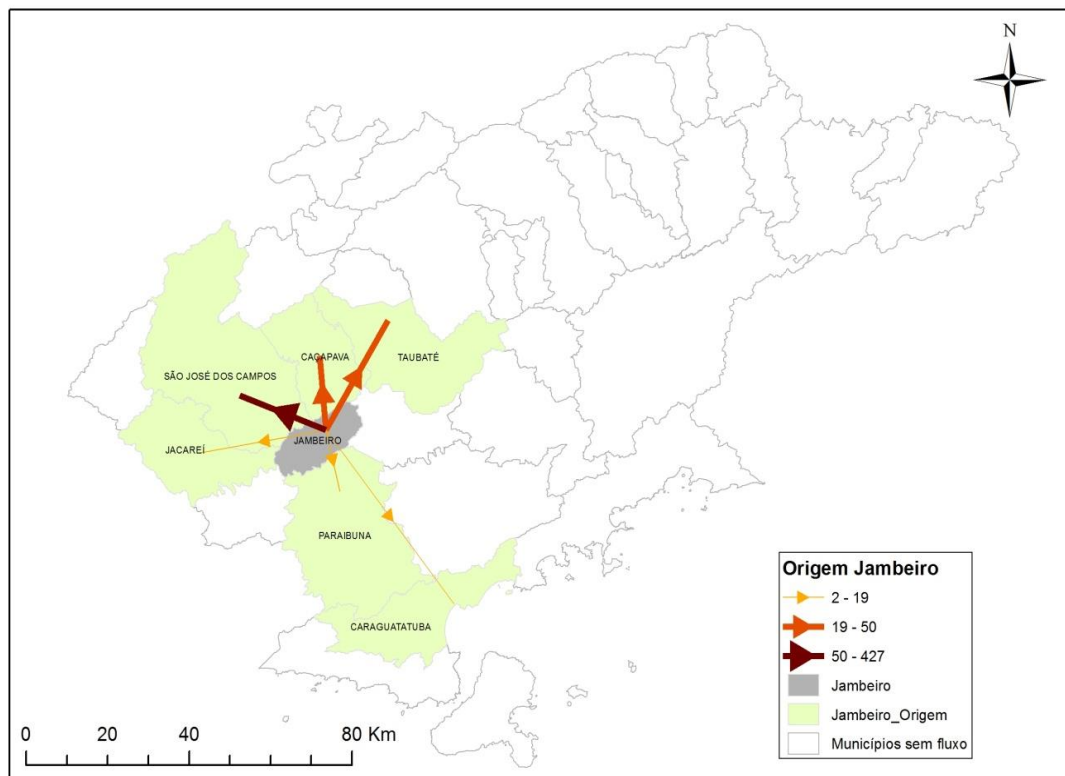 N
CAÇAPAVA
TAUBATÉ
SÃO JOSÉ DOS CAMPOS
JAMBEIRO
JACAREÍ
PARAIBUNA
CARAGUATATUBA
Origem Jambeiro
2 - 19
19 - 50
50 - 427
Jambeiro
Jambeiro_Origem
Municípios sem fluxo
0 20 40 80 Km